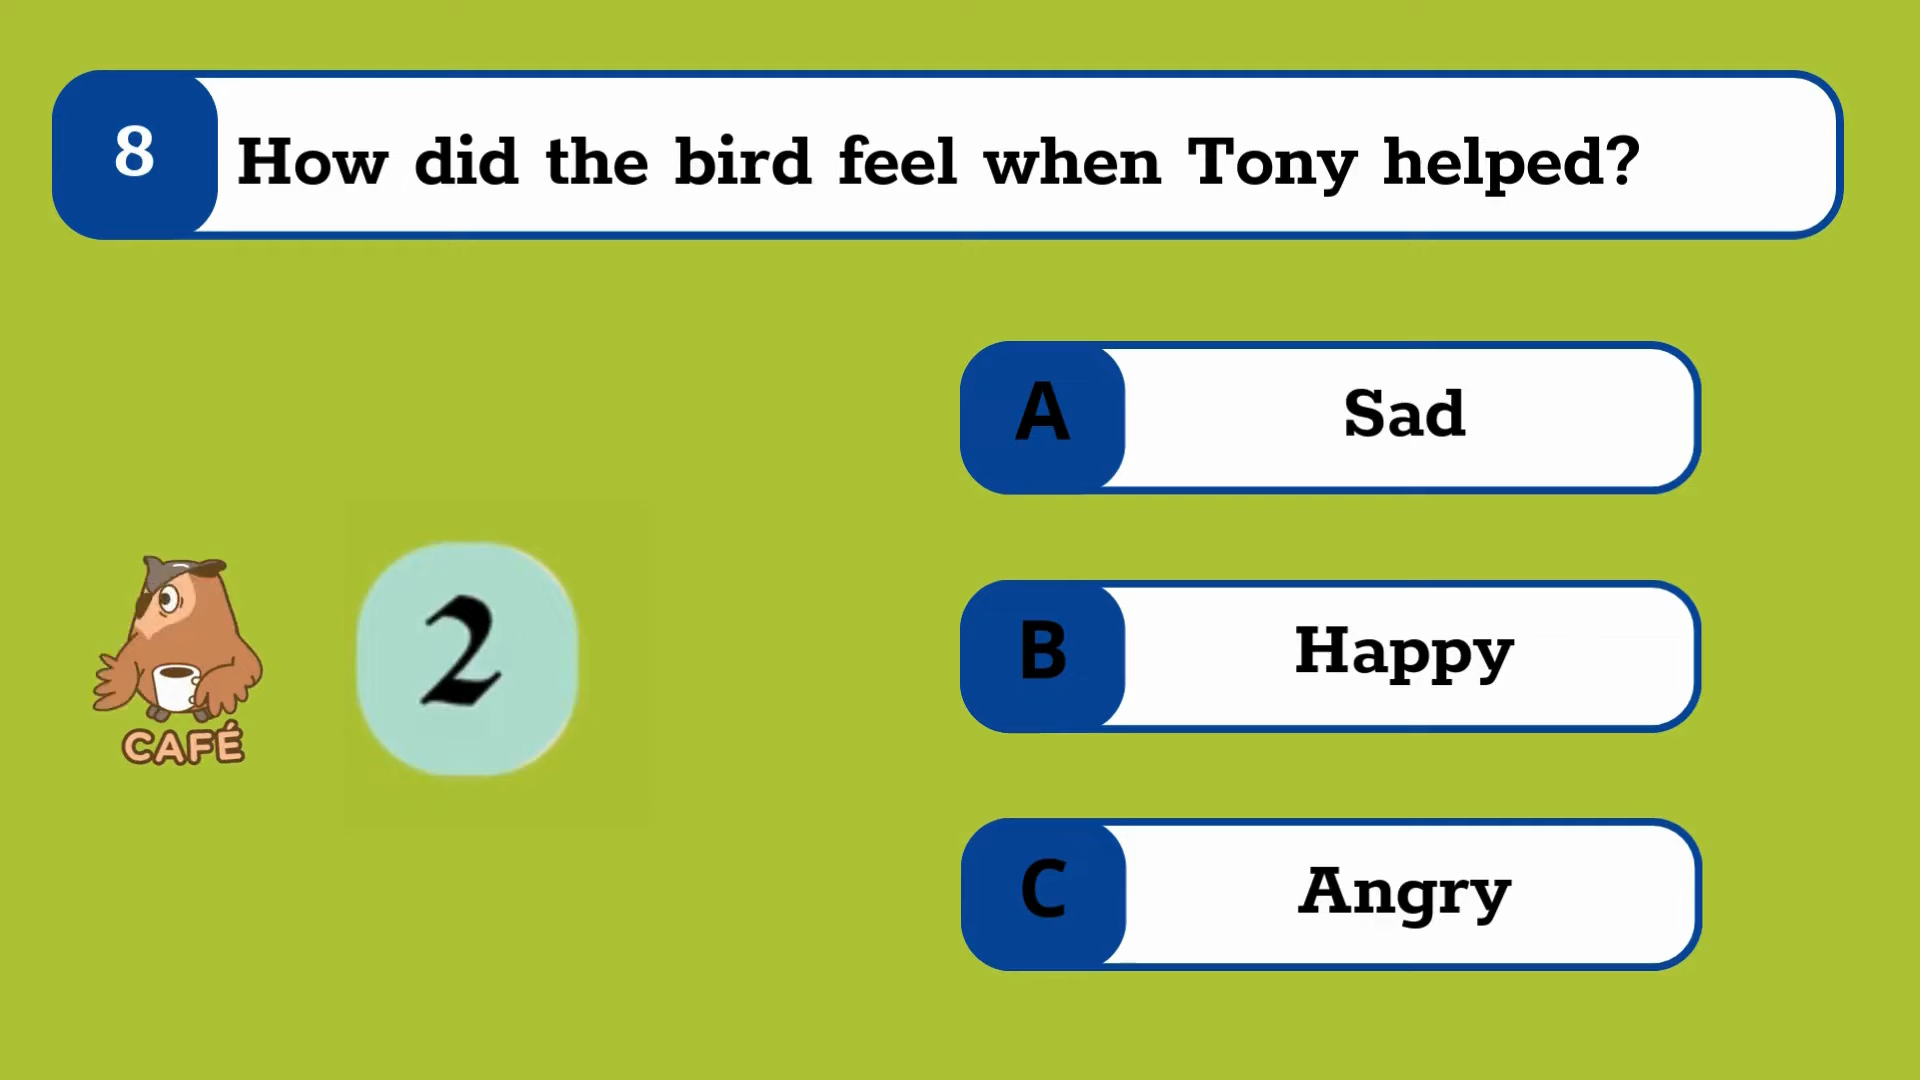 8 How did the bird feel when Tony helped?
A Sad
B Happy
C Angry
2
CAFÉ